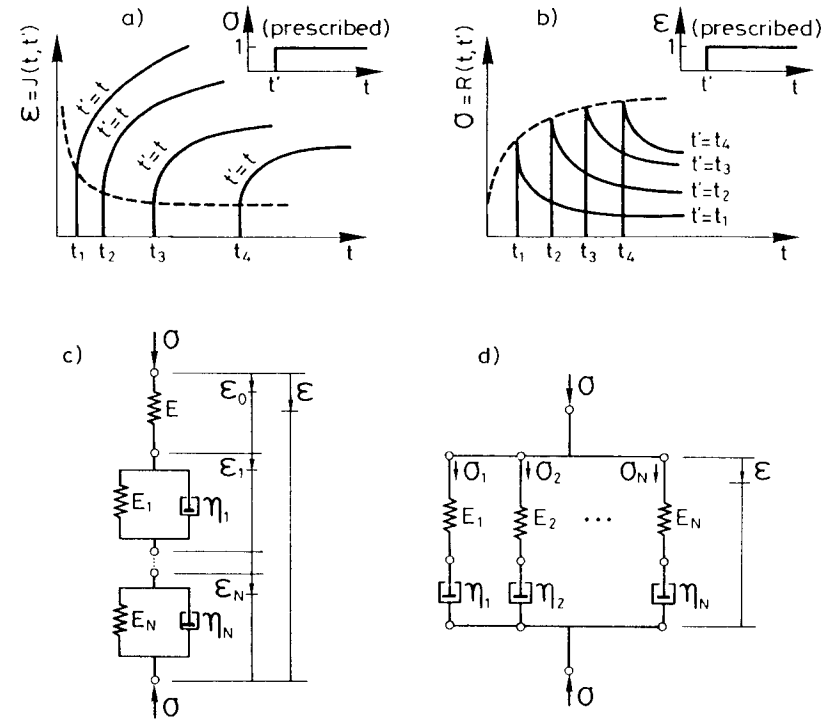 a)
σ (prescribed)
1
t' t
ε = J(t, t')
t'=t
t'=t
t'=t
t'=t
t₁ t₂ t₃ t₄ t
b)
ε (prescribed)
1
t' t
σ = R(t, t')
t'=t₄
t'=t₃
t'=t₂
t'=t₁
t₁ t₂ t₃ t₄ t
c)
σ
E ε₀ ε
ε₁
E₁ η₁
ε_N
E_N η_N
σ
d)
σ
σ₁ σ₂ σ_N ε
E₁ E₂ ... E_N
η₁ η₂ η_N
σ